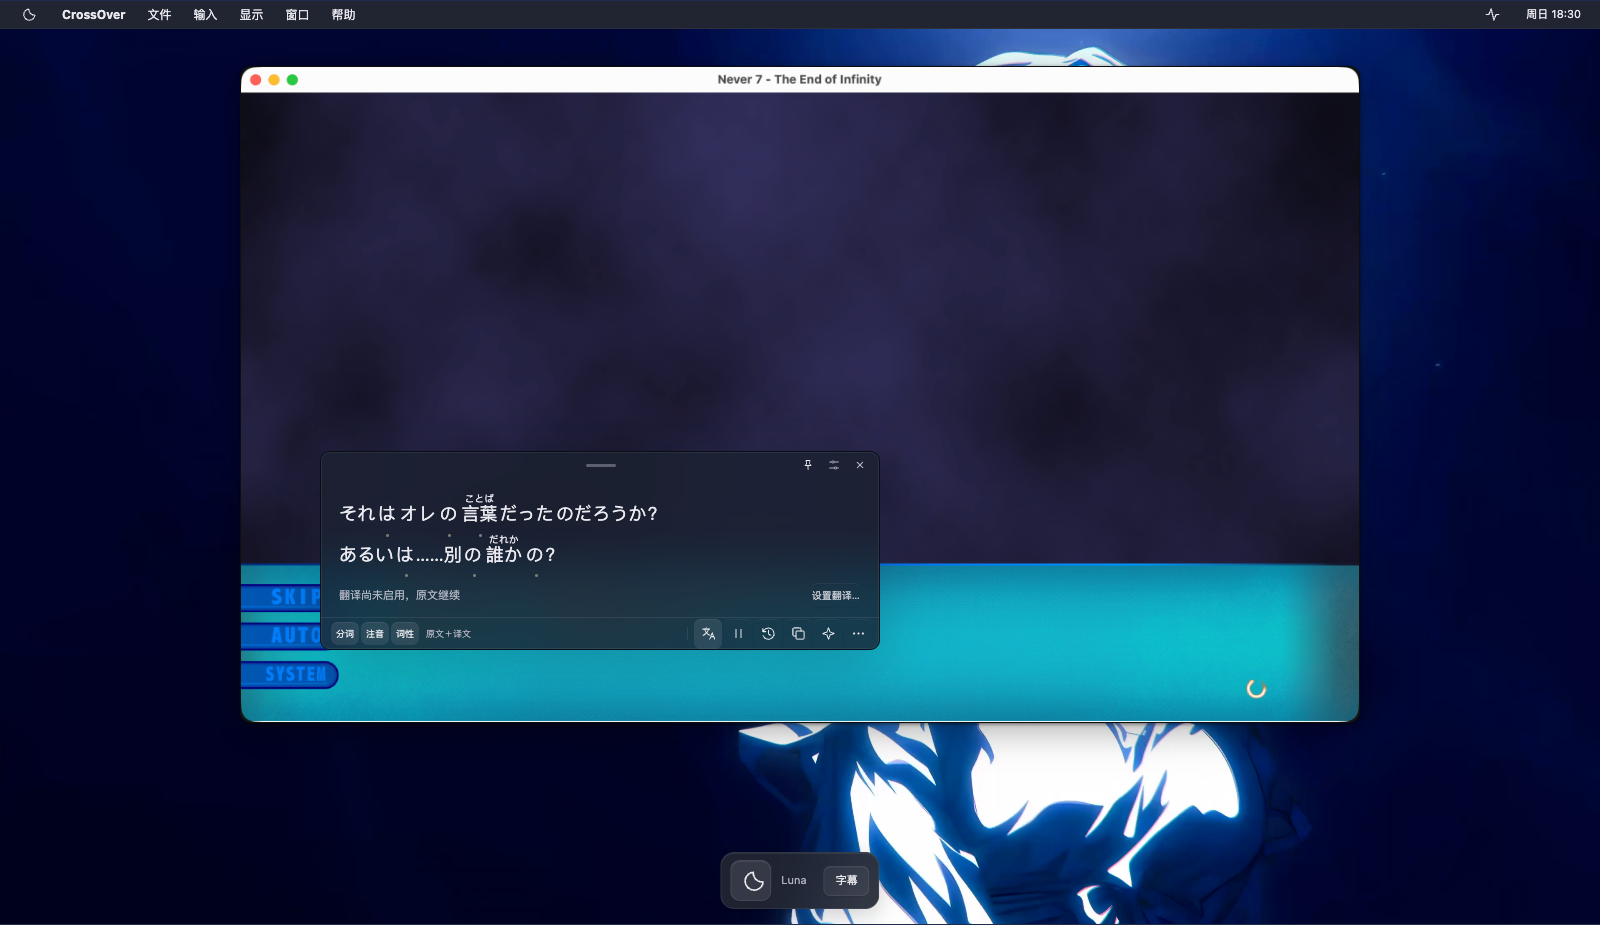 CrossOver 文件 输入 显示 窗口 帮助 周日 18:30
Never 7 - The End of Infinity
ことば
それはオレの言葉だったのだろうか?
だれか
あるいは……別の誰かの?
翻译尚未启用，原文继续 设置翻译...
SKIP
分词 注音 词性 原文+译文
AUTO
SYSTEM
Luna 字幕